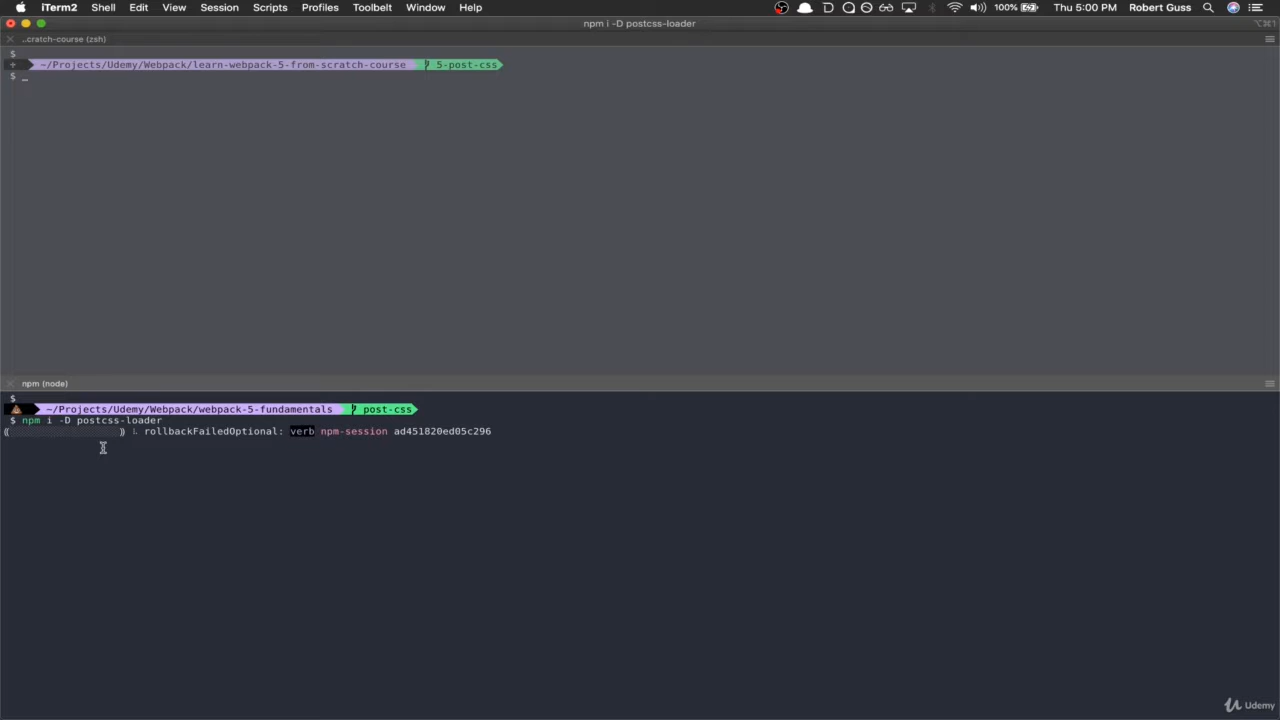 iTerm2 Shell Edit View Session Scripts Profiles Toolbelt Window Help 100% Thu 5:00 PM Robert Guss
npm i -D postcss-loader
..cratch-course (zsh)
$
~/Projects/Udemy/Webpack/learn-webpack-5-from-scratch-course 5-post-css
$ _
npm (node)
$
~/Projects/Udemy/Webpack/webpack-5-fundamentals post-css
$ npm i -D postcss-loader
rollbackFailedOptional: verb npm-session ad451820ed05c296
Udemy